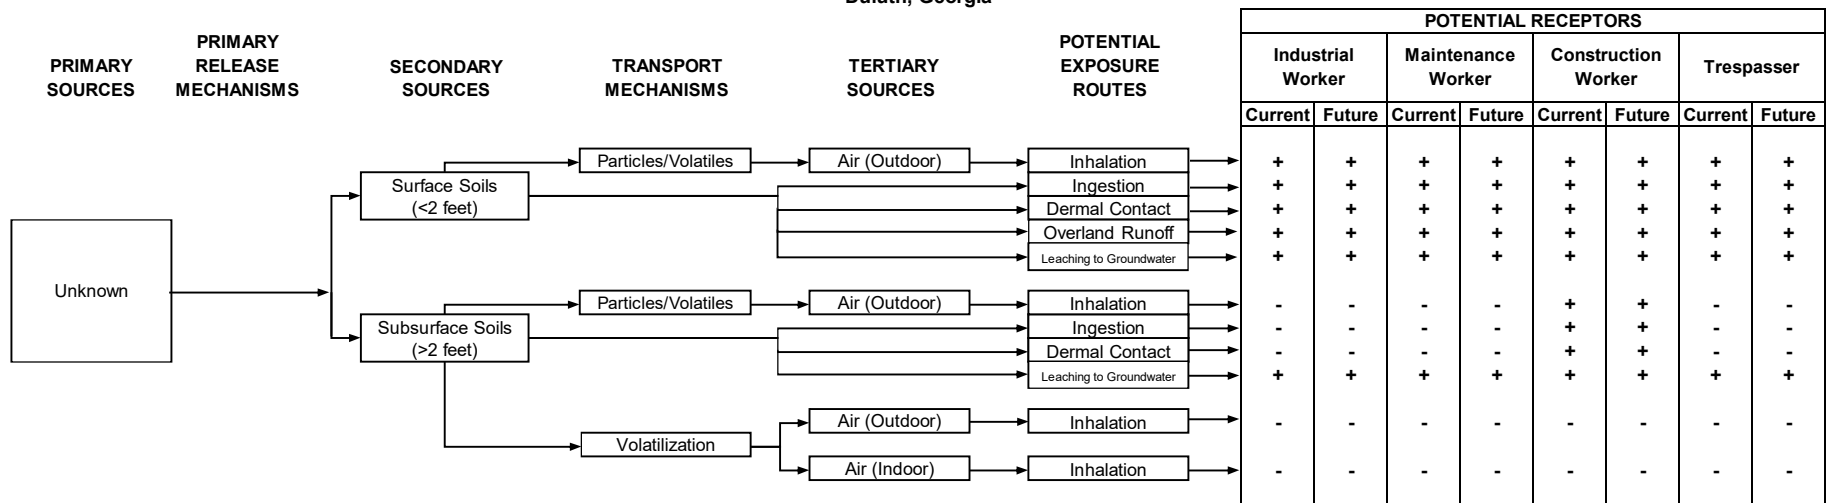 Duluth, Georgia
POTENTIAL RECEPTORS
PRIMARY
SOURCES
PRIMARY
RELEASE
MECHANISMS
SECONDARY
SOURCES
TRANSPORT
MECHANISMS
TERTIARY
SOURCES
POTENTIAL
EXPOSURE
ROUTES
Industrial
Worker
Maintenance
Worker
Construction
Worker
Trespasser
Current Future Current Future Current Future Current Future
Particles/Volatiles Air (Outdoor) Inhalation + + + + + + + +
Surface Soils
(<2 feet)
Ingestion + + + + + + + +
Dermal Contact + + + + + + + +
Overland Runoff + + + + + + + +
Leaching to Groundwater + + + + + + + +
Unknown
Particles/Volatiles Air (Outdoor) Inhalation - - - - + + - -
Subsurface Soils
(>2 feet)
Ingestion - - - - + + - -
Dermal Contact - - - - + + - -
Leaching to Groundwater + + + + + + + +
Air (Outdoor) Inhalation - - - - - - - -
Volatilization
Air (Indoor) Inhalation - - - - - - - -